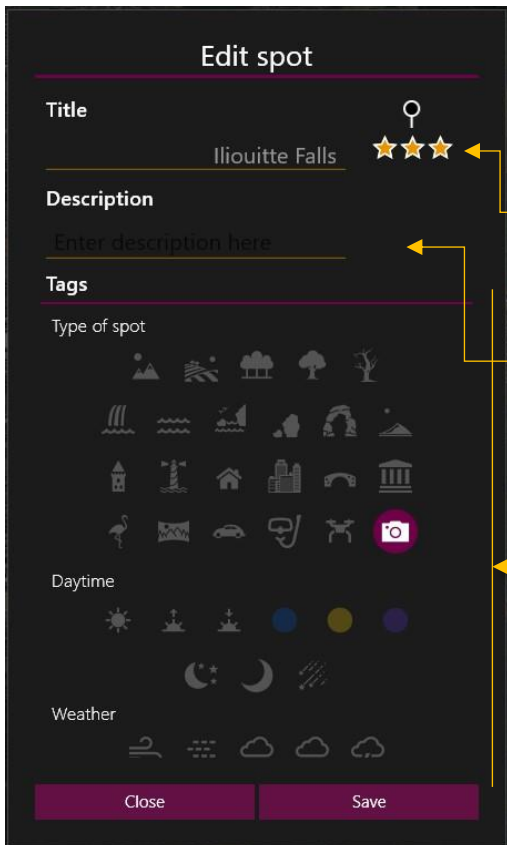 Edit spot
Title
Iliouitte Falls
Description
Enter description here
Tags
Type of spot
Daytime
Weather
Close
Save